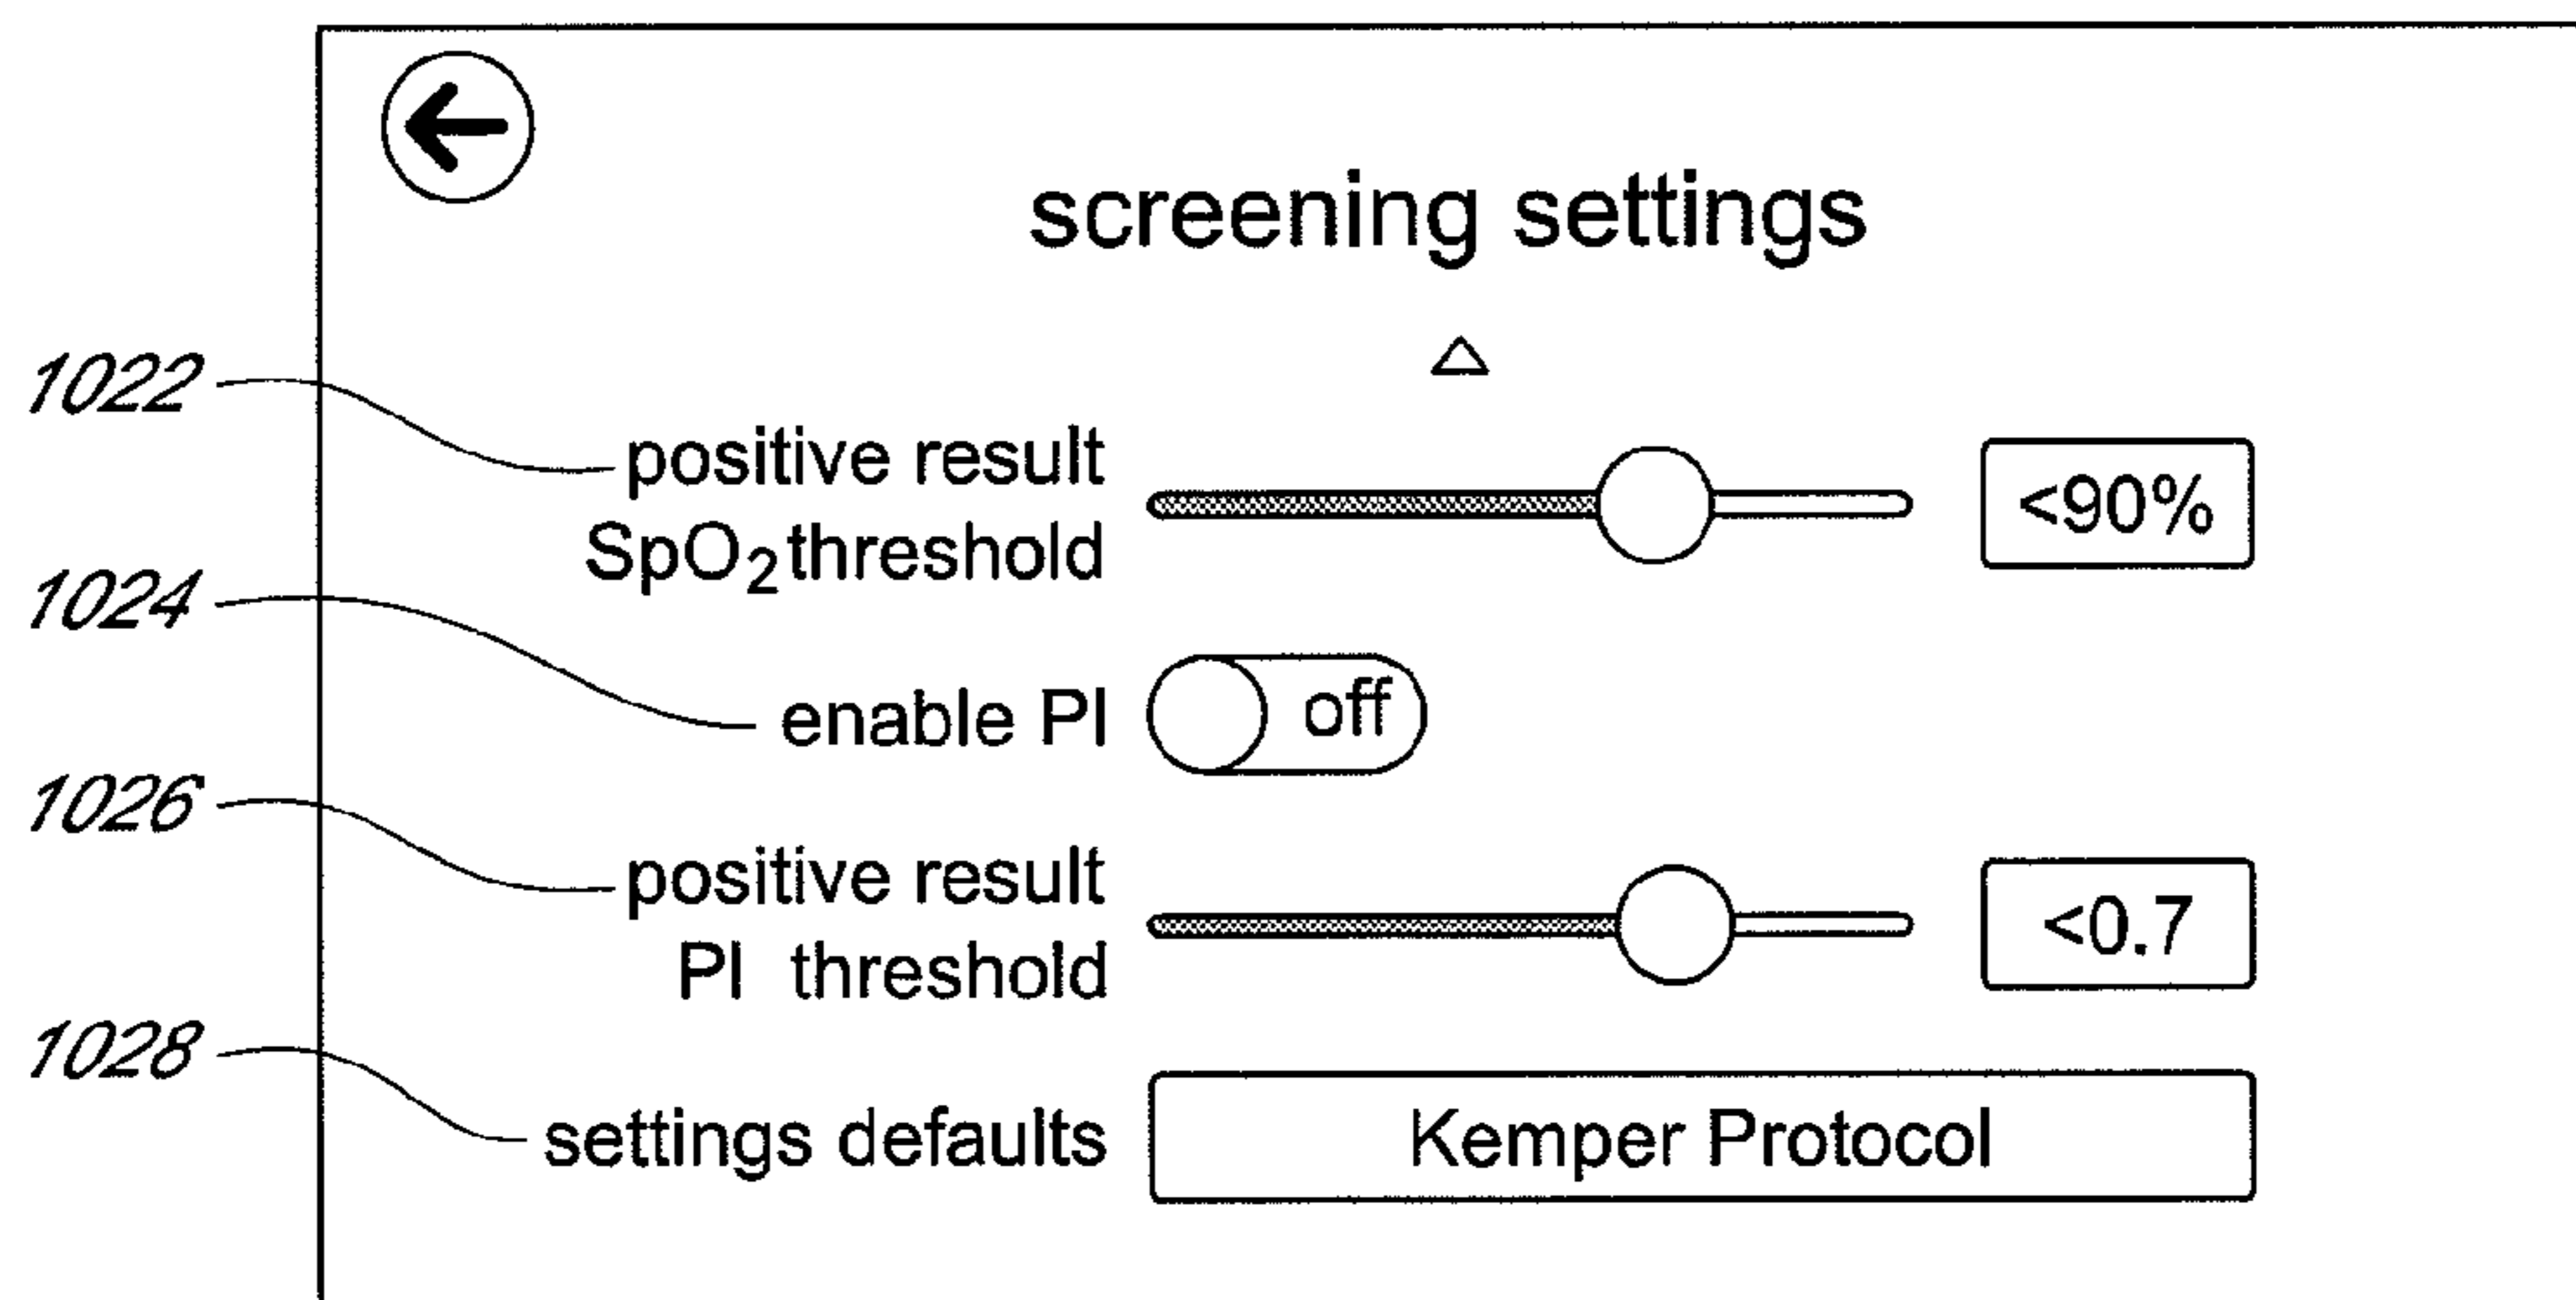 screening settings
1022
positive result
SpO₂ threshold
<90%
1024
enable PI
off
1026
positive result
PI threshold
<0.7
1028
settings defaults
Kemper Protocol